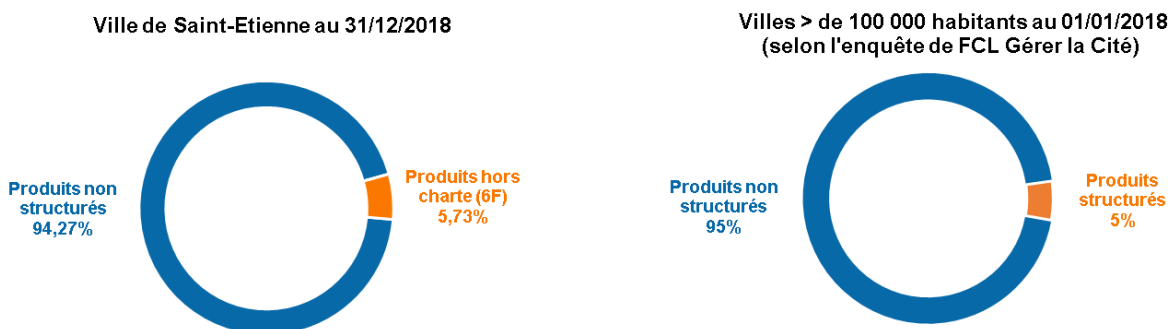 Ville de Saint-Etienne au 31/12/2018
Produits non
structurés
94,27%
Produits hors
charte (6F)
5,73%
Villes > de 100 000 habitants au 01/01/2018
(selon l'enquête de FCL Gérer la Cité)
Produits non
structurés
95%
Produits
structurés
5%